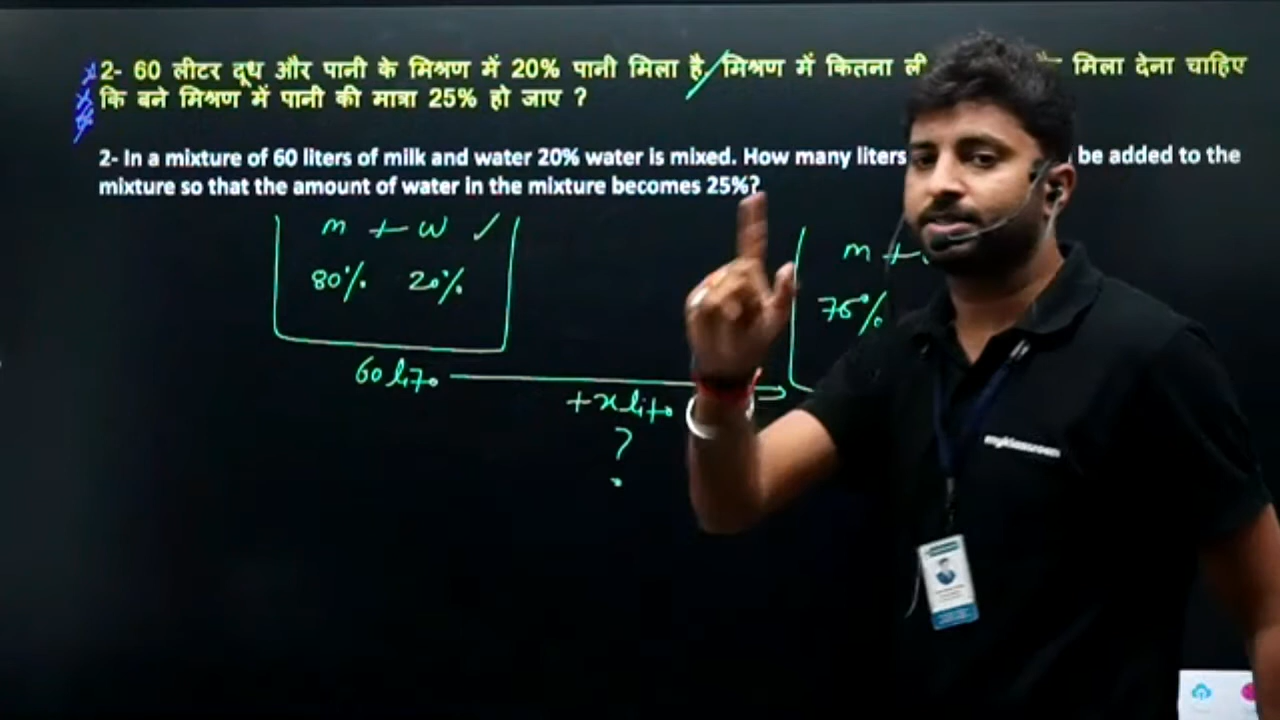 2- 60 लीटर दूध और पानी के मिश्रण में 20% पानी मिला है, मिश्रण में कितना ली मिला देना चाहिए
कि बने मिश्रण में पानी की मात्रा 25% हो जाए ?
2- In a mixture of 60 liters of milk and water 20% water is mixed. How many liters be added to the
mixture so that the amount of water in the mixture becomes 25%?
m + w ✓
80% 20%
m +
75%
60 litr
+ x litr
?